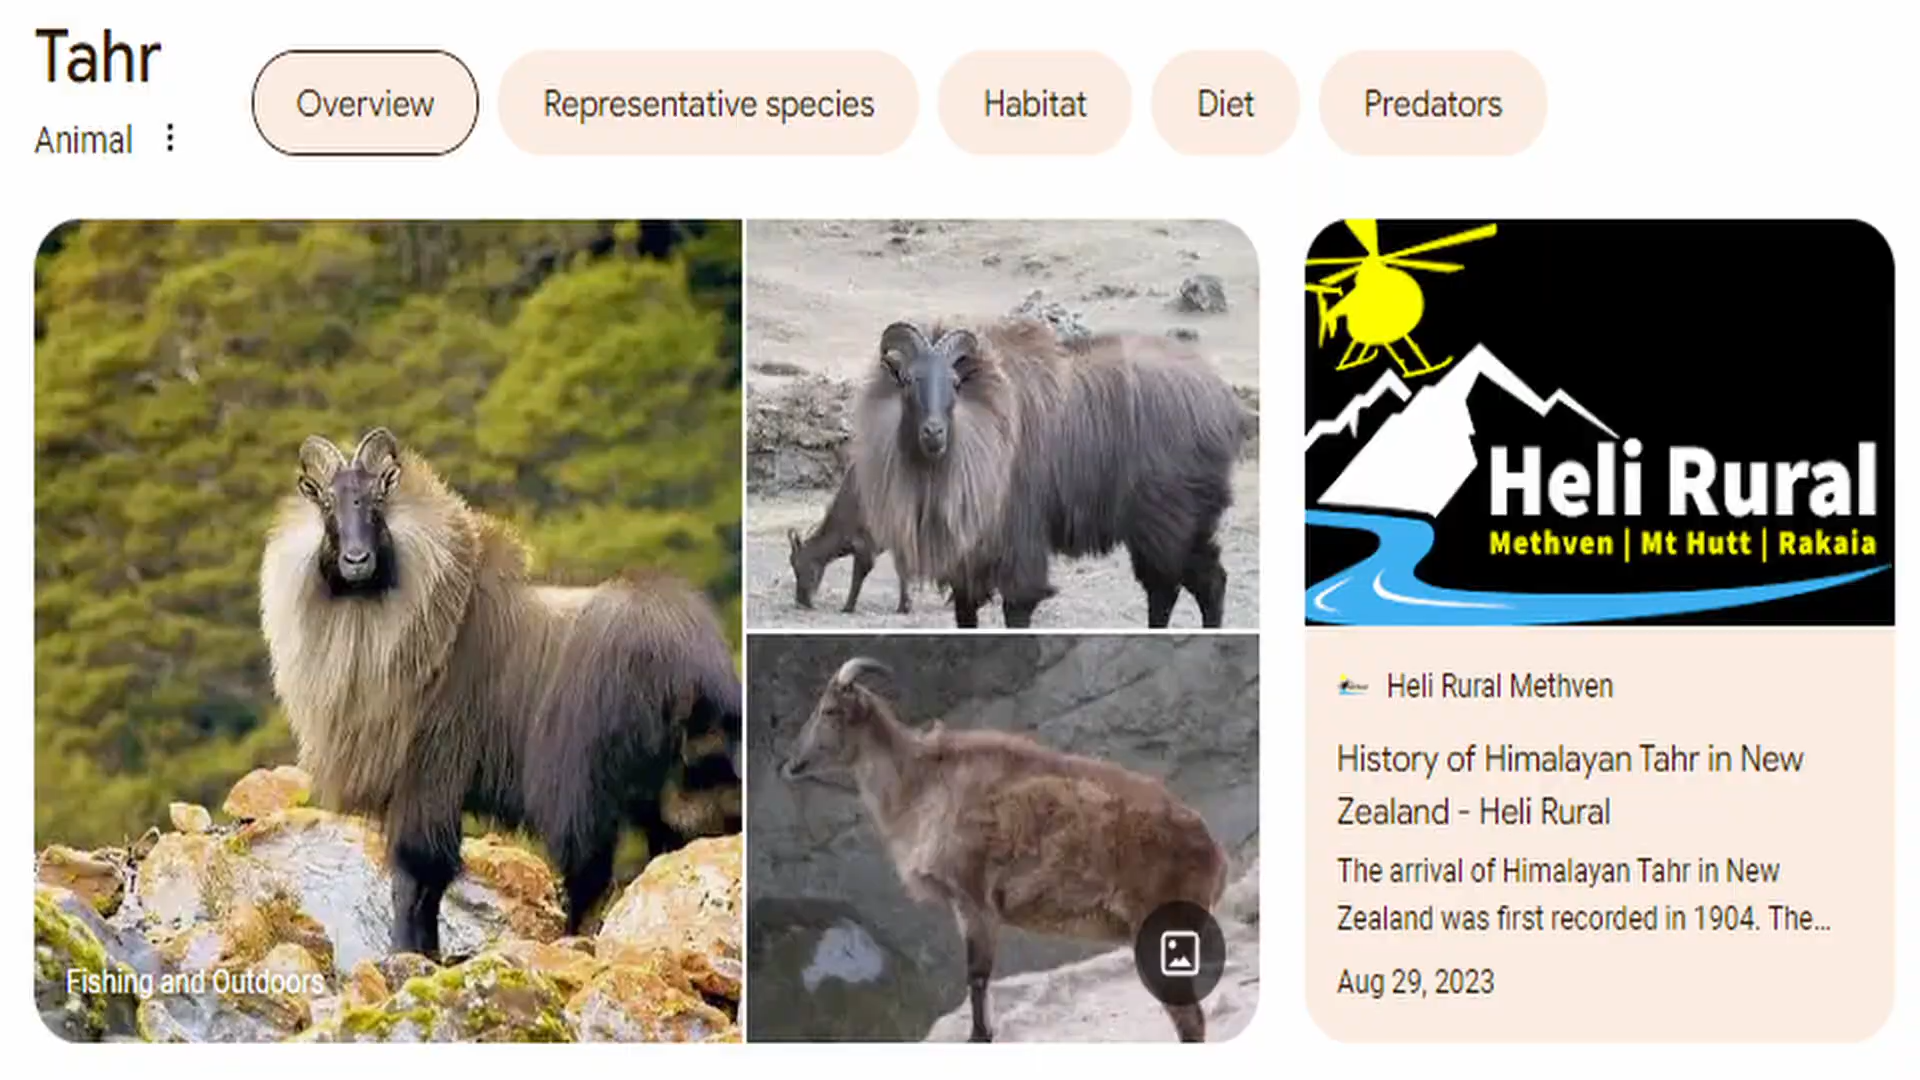 Tahr
Animal
Overview
Representative species
Habitat
Diet
Predators
Fishing and Outdoors
Heli Rural
Methven | Mt Hutt | Rakaia
Heli Rural Methven
History of Himalayan Tahr in New
Zealand - Heli Rural
The arrival of Himalayan Tahr in New
Zealand was first recorded in 1904. The...
Aug 29, 2023